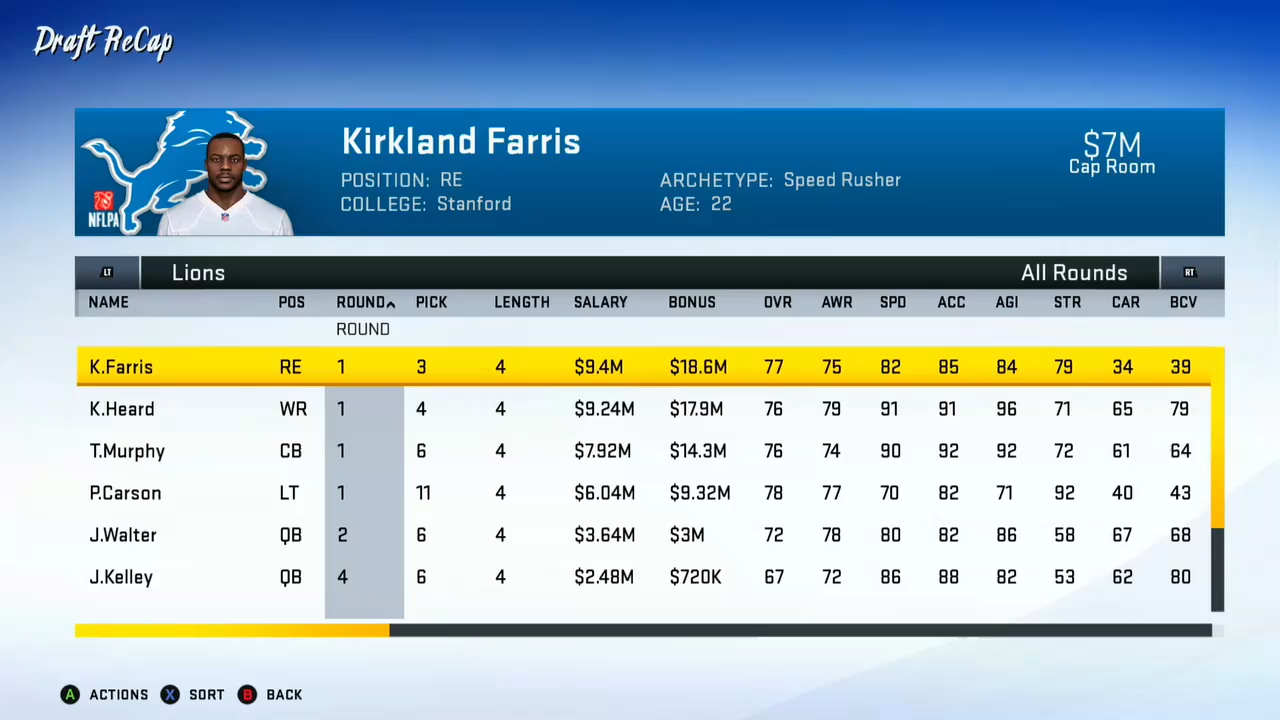 Draft ReCap
Kirkland Farris
POSITION: RE
ARCHETYPE: Speed Rusher
COLLEGE: Stanford
AGE: 22
$7M
Cap Room
NFLPA
LT Lions All Rounds RT
NAME POS ROUND PICK LENGTH SALARY BONUS OVR AWR SPD ACC AGI STR CAR BCV
ROUND
K.Farris RE 1 3 4 $9.4M $18.6M 77 75 82 85 84 79 34 39
K.Heard WR 1 4 4 $9.24M $17.9M 76 79 91 91 96 71 65 79
T.Murphy CB 1 6 4 $7.92M $14.3M 76 74 90 92 92 72 61 64
P.Carson LT 1 11 4 $6.04M $9.32M 78 77 70 82 71 92 40 43
J.Walter QB 2 6 4 $3.64M $3M 72 78 80 82 86 58 67 68
J.Kelley QB 4 6 4 $2.48M $720K 67 72 86 88 82 53 62 80
A ACTIONS X SORT B BACK